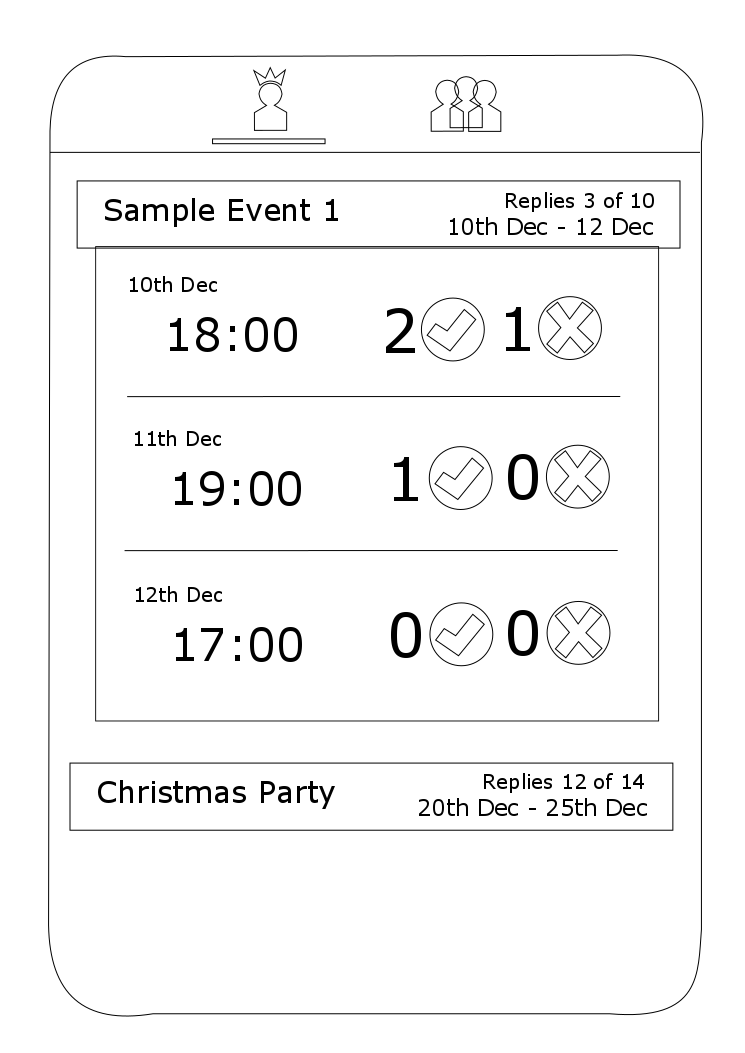 Sample Event 1
Replies 3 of 10
10th Dec - 12 Dec
10th Dec
18:00 2 1
11th Dec
19:00 1 0
12th Dec
17:00 0 0
Christmas Party
Replies 12 of 14
20th Dec - 25th Dec